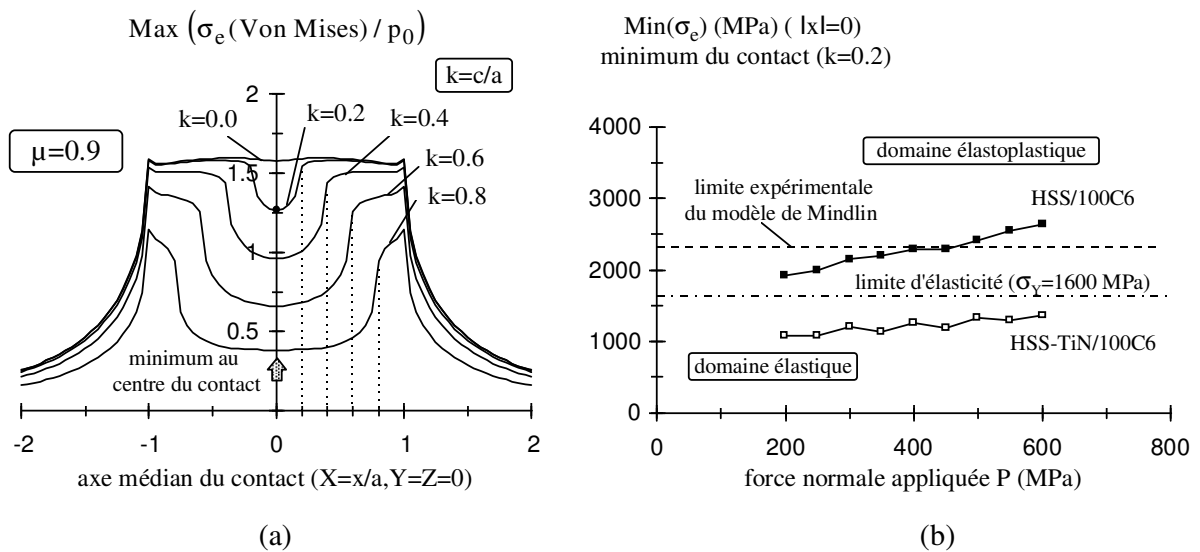 Max (σe (Von Mises) / p0)
k=c/a
μ=0.9
k=0.0
k=0.2
k=0.4
k=0.6
k=0.8
2
1.5
1
0.5
minimum au
centre du contact
-2
-1
0
1
2
axe médian du contact (X=x/a,Y=Z=0)
(a)
Min(σe) (MPa) ( |x|=0)
minimum du contact (k=0.2)
4000
3000
2000
1000
0
domaine élastoplastique
limite expérimentale
du modèle de Mindlin
HSS/100C6
limite d'élasticité (σY=1600 MPa)
HSS-TiN/100C6
domaine élastique
0
200
400
600
800
force normale appliquée P (MPa)
(b)